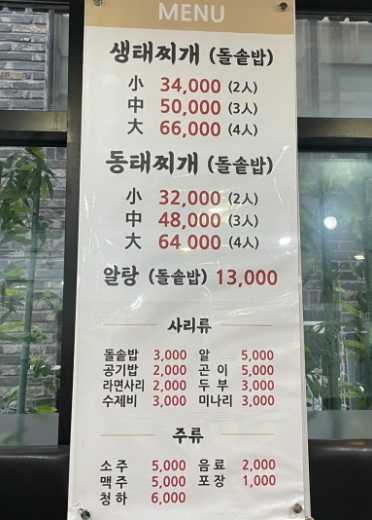 MENU
생태찌개 (돌솥밥)
小 34,000 (2人)
中 50,000 (3人)
大 66,000 (4人)
동태찌개 (돌솥밥)
小 32,000 (2人)
中 48,000 (3人)
大 64 000 (4人)
알탕 (돌솥밥) 13,000
사리류
돌솥밥 3,000 알 5,000
공기밥 2,000 곤이 5,000
라면사리 2,000 두부 3,000
수제비 3,000 미나리 3,000
주류
소주 5,000 음료 2,000
맥주 5,000 포장 1,000
청하 6,000